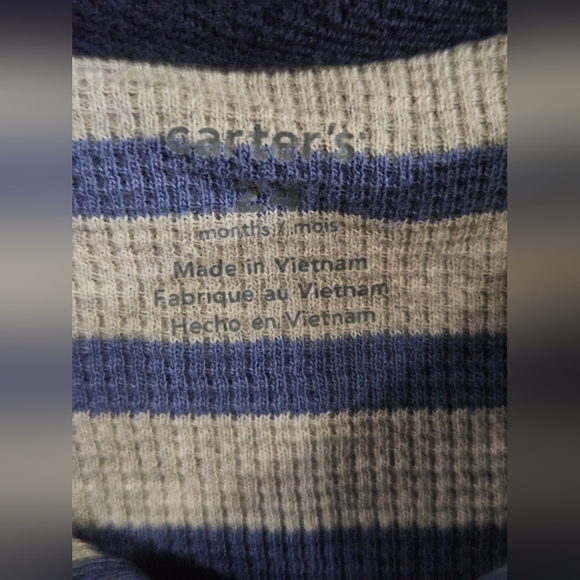 carter's
24
months / mois
Made in Vietnam
Fabriqué au Vietnam
Hecho en Vietnam